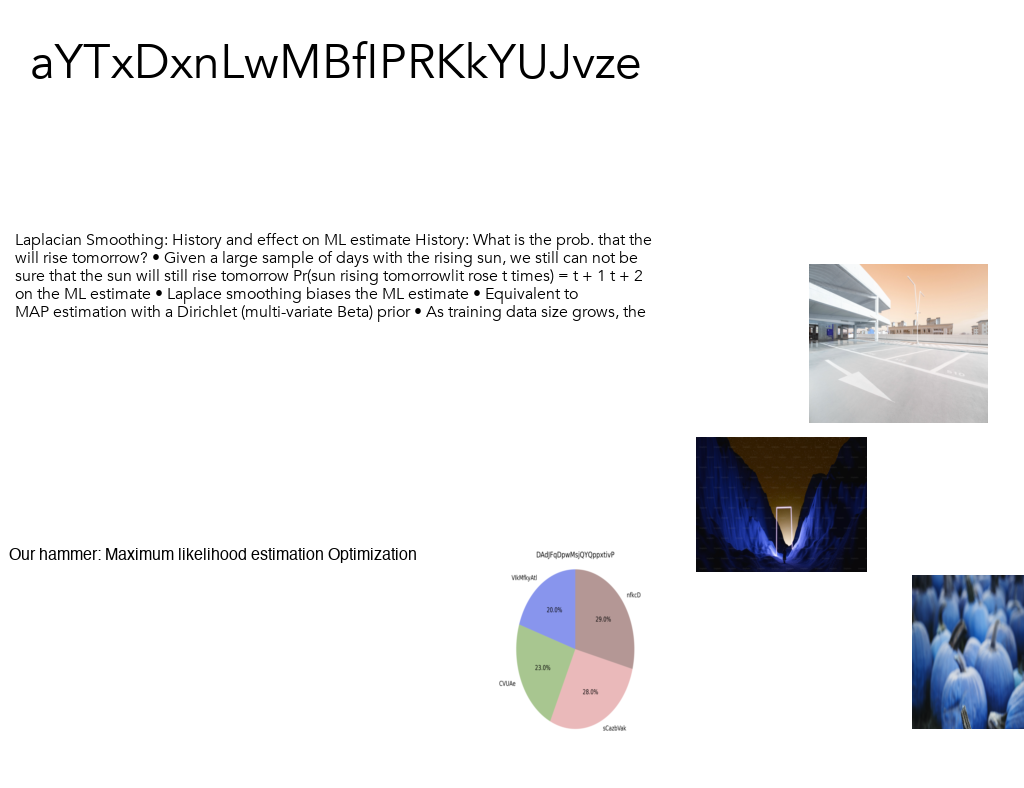 aYTxDxnLwMBfIPRKkYUJvze
Laplacian Smoothing: History and effect on ML estimate History: What is the prob. that the
will rise tomorrow? • Given a large sample of days with the rising sun, we still can not be
sure that the sun will still rise tomorrow Pr(sun rising tomorrowlit rose t times) = t + 1 t + 2
on the ML estimate • Laplace smoothing biases the ML estimate • Equivalent to
MAP estimation with a Dirichlet (multi-variate Beta) prior • As training data size grows, the
Our hammer: Maximum likelihood estimation Optimization
DAdJFqDpwMsjQYQppxtivP
VlkMfkyAtl
nfkcD
20.0%
29.0%
23.0%
CVUAe
28.0%
sCazbVak